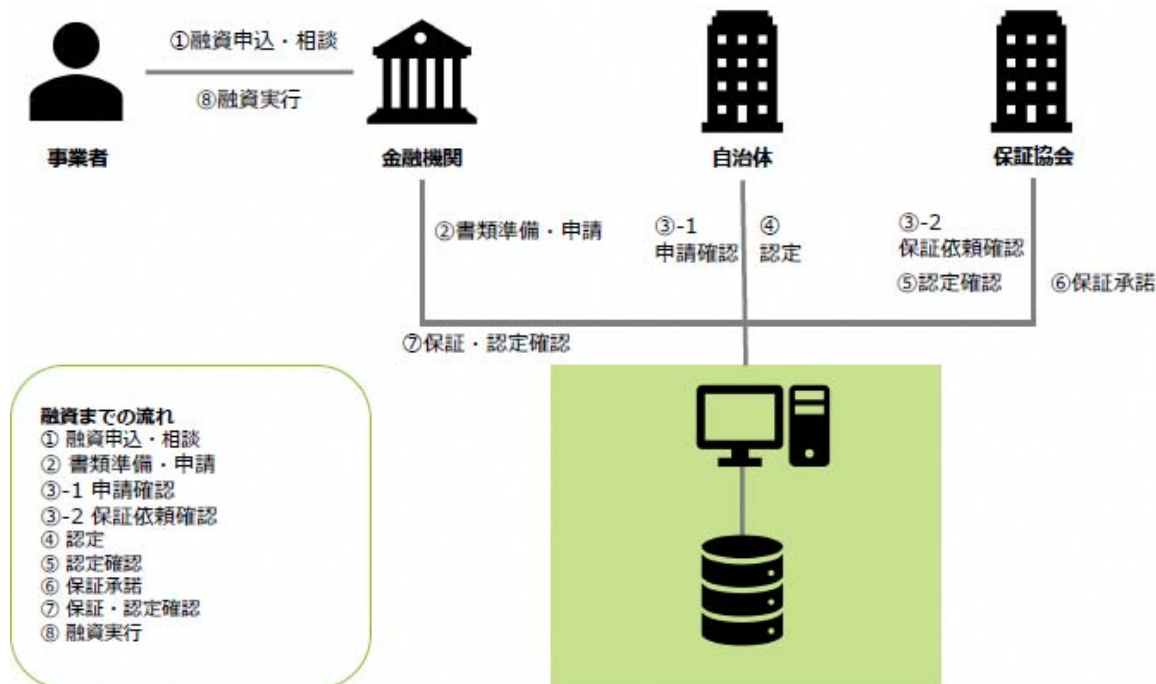 ①融資申込・相談
⑧融資実行
事業者
金融機関
自治体
保証協会
②書類準備・申請
③-1
申請確認
④
認定
③-2
保証依頼確認
⑤認定確認
⑥保証承諾
⑦保証・認定確認
融資までの流れ
① 融資申込・相談
② 書類準備・申請
③-1 申請確認
③-2 保証依頼確認
④ 認定
⑤ 認定確認
⑥ 保証承諾
⑦ 保証・認定確認
⑧ 融資実行